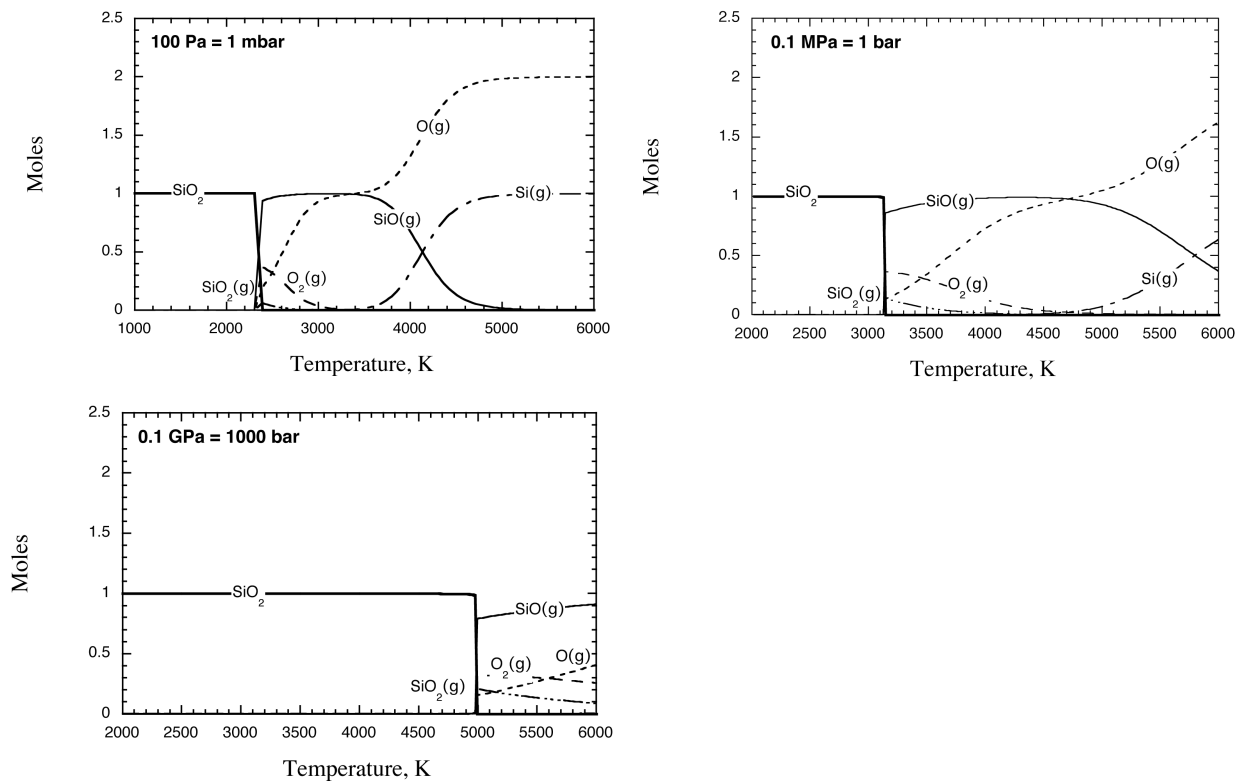 100 Pa = 1 mbar
2.5
2
1.5
1
0.5
0
Moles
O(g)
SiO2
Si(g)
SiO(g)
SiO2(g)
O2(g)
1000 2000 3000 4000 5000 6000
Temperature, K
0.1 MPa = 1 bar
2.5
2
1.5
1
0.5
0
Moles
O(g)
SiO2
SiO(g)
Si(g)
O2(g)
SiO2(g)
2000 2500 3000 3500 4000 4500 5000 5500 6000
Temperature, K
0.1 GPa = 1000 bar
2.5
2
1.5
1
0.5
0
Moles
SiO2
SiO(g)
O(g)
O2(g)
SiO2(g)
2000 2500 3000 3500 4000 4500 5000 5500 6000
Temperature, K